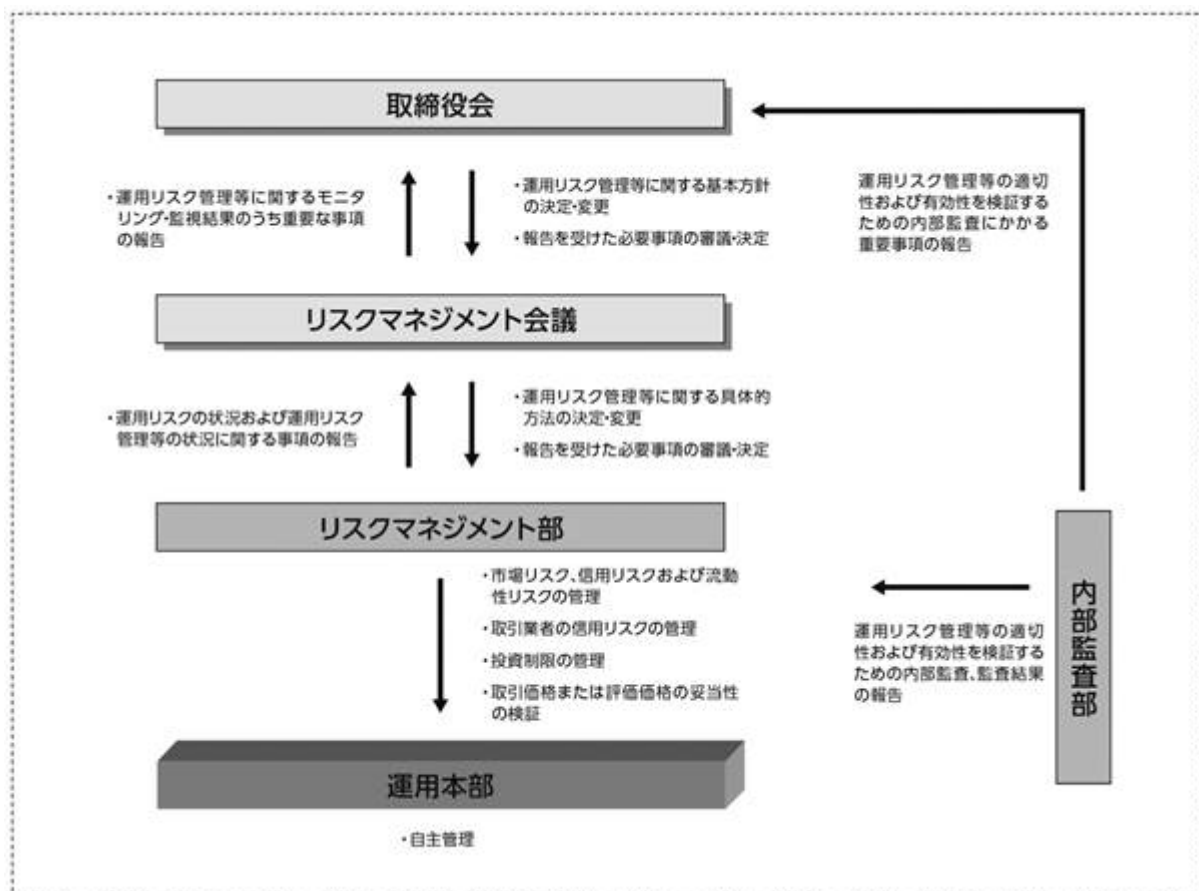 取締役会
・運用リスク管理等に関するモニタ
リング・監視結果のうち重要な事項
の報告
・運用リスク管理等に関する基本方針
の決定・変更
・報告を受けた必要事項の審議・決定
運用リスク管理等の適切
性および有効性を検証する
ための内部監査にかかる
重要事項の報告
リスクマネジメント会議
・運用リスクの状況および運用リスク
管理等の状況に関する事項の報告
・運用リスク管理等に関する具体的
方法の決定・変更
・報告を受けた必要事項の審議・決定
リスクマネジメント部
・市場リスク、信用リスクおよび流動
性リスクの管理
・取引業者の信用リスクの管理
・投資制限の管理
・取引価格または評価価格の妥当性
の検証
運用リスク管理等の適切
性および有効性を検証する
ための内部監査、監査結果
の報告
内部監査部
運用本部
・自主管理